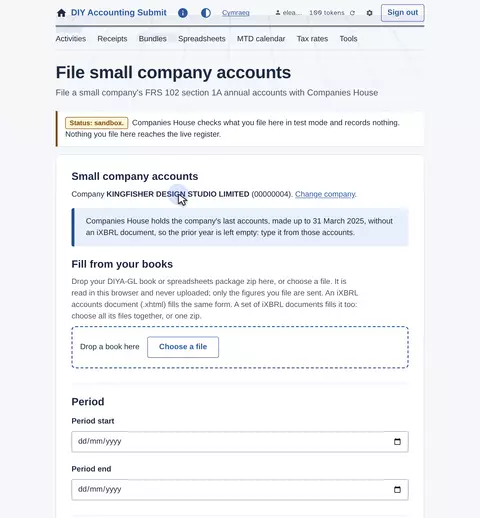 DIY Accounting Submit
Cymraeg
elea...
100 tokens
Sign out
Activities
Receipts
Bundles
Spreadsheets
MTD calendar
Tax rates
Tools
File small company accounts
File a small company's FRS 102 section 1A annual accounts with Companies House
Status: sandbox. Companies House checks what you file here in test mode and records nothing.
Nothing you file here reaches the live register.
Small company accounts
Company KINGFISHER DESIGN STUDIO LIMITED (00000004). Change company.
Companies House holds the company's last accounts, made up to 31 March 2025, without
an iXBRL document, so the prior year is left empty: type it from those accounts.
Fill from your books
Drop your DIYA-GL book or spreadsheets package zip here, or choose a file. It is
read in this browser and never uploaded; only the figures you file are sent. An iXBRL
accounts document (.xhtml) fills the same form. A set of iXBRL documents fills it too:
choose all its files together, or one zip.
Drop a book here
Choose a file
Period
Period start
dd/mm/yyyy
Period end
dd/mm/yyyy